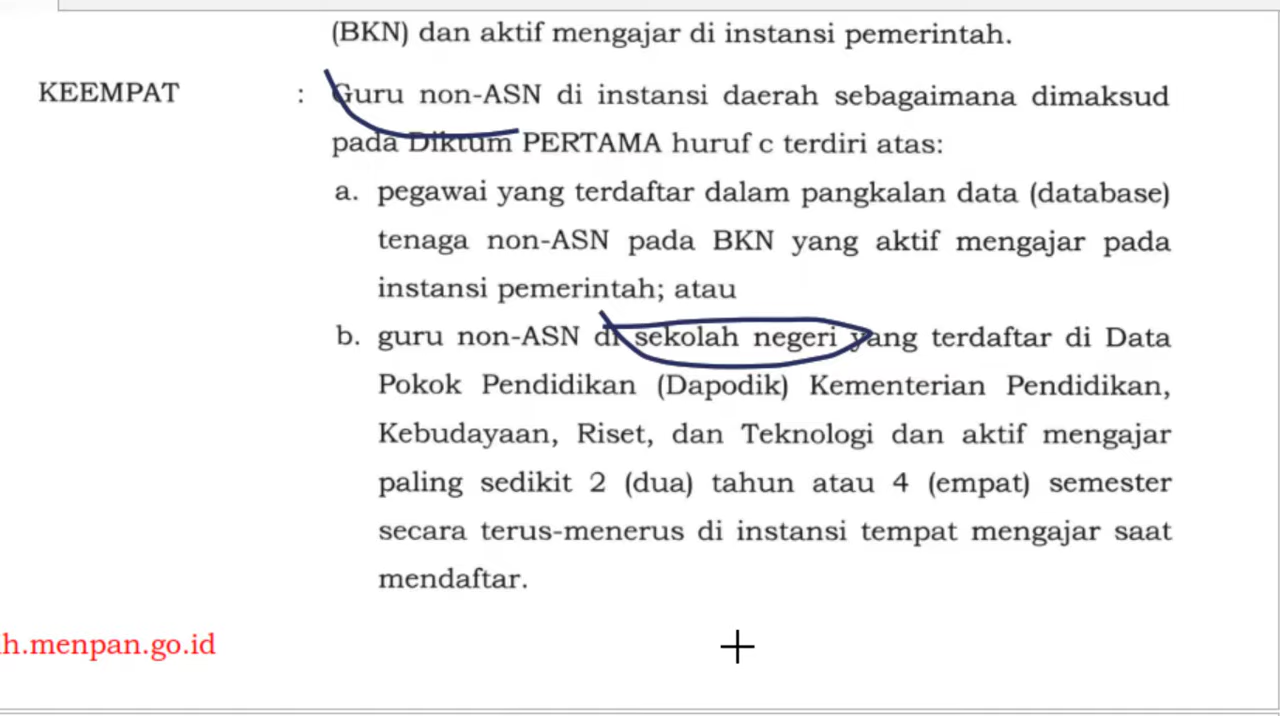 (BKN) dan aktif mengajar di instansi pemerintah.
KEEMPAT : Guru non-ASN di instansi daerah sebagaimana dimaksud
pada Diktum PERTAMA huruf c terdiri atas:
a. pegawai yang terdaftar dalam pangkalan data (database)
tenaga non-ASN pada BKN yang aktif mengajar pada
instansi pemerintah; atau
b. guru non-ASN di sekolah negeri yang terdaftar di Data
Pokok Pendidikan (Dapodik) Kementerian Pendidikan,
Kebudayaan, Riset, dan Teknologi dan aktif mengajar
paling sedikit 2 (dua) tahun atau 4 (empat) semester
secara terus-menerus di instansi tempat mengajar saat
mendaftar.
h.menpan.go.id